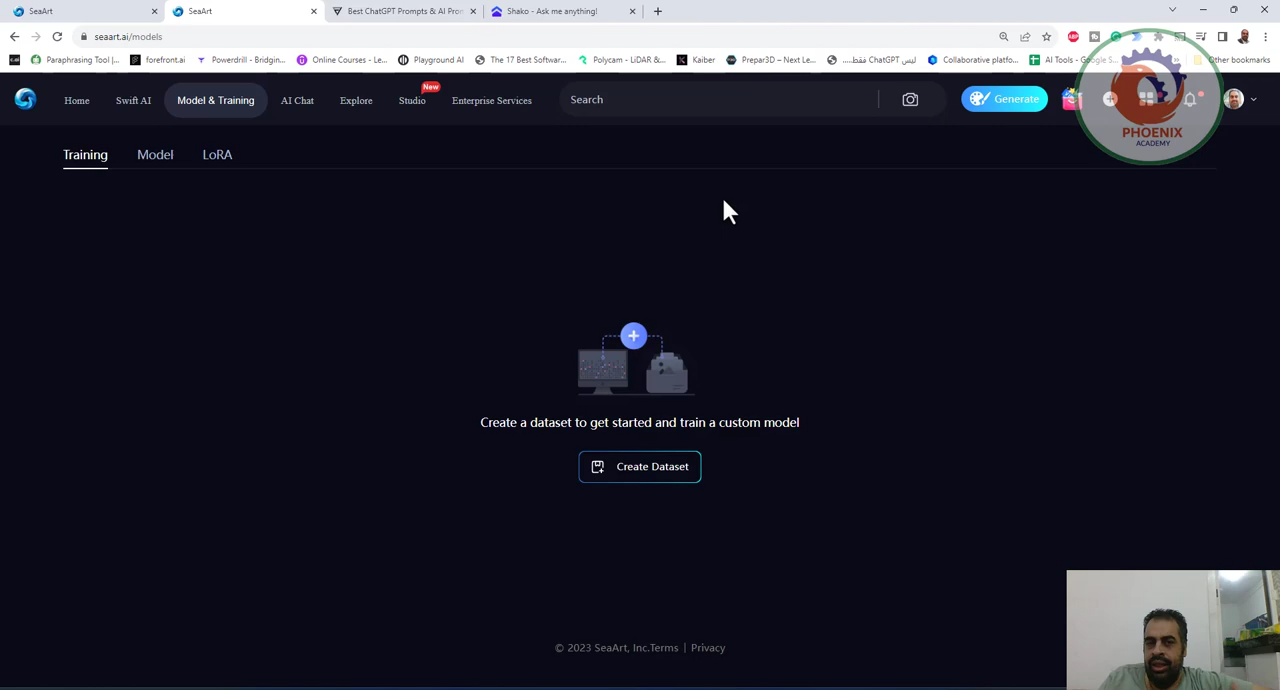 SeaArt
SeaArt
Best ChatGPT Prompts & AI Pro
Shako - Ask me anything!
seaart.ai/models
ABP
Paraphrasing Tool |...
forefront.ai
Powerdrill - Bridgin...
Online Courses - Le...
Playground AI
The 17 Best Softwar...
Polycam - LiDAR &...
Kaiber
Prepar3D – Next Le...
ليس ChatGPT فقط.....
Collaborative platfo...
AI Tools - Google S...
Other bookmarks
Home
Swift AI
Model & Training
AI Chat
Explore
Studio
New
Enterprise Services
Search
Generate
PHOENIX
ACADEMY
Training
Model
LoRA
Create a dataset to get started and train a custom model
Create Dataset
© 2023 SeaArt, Inc.Terms | Privacy